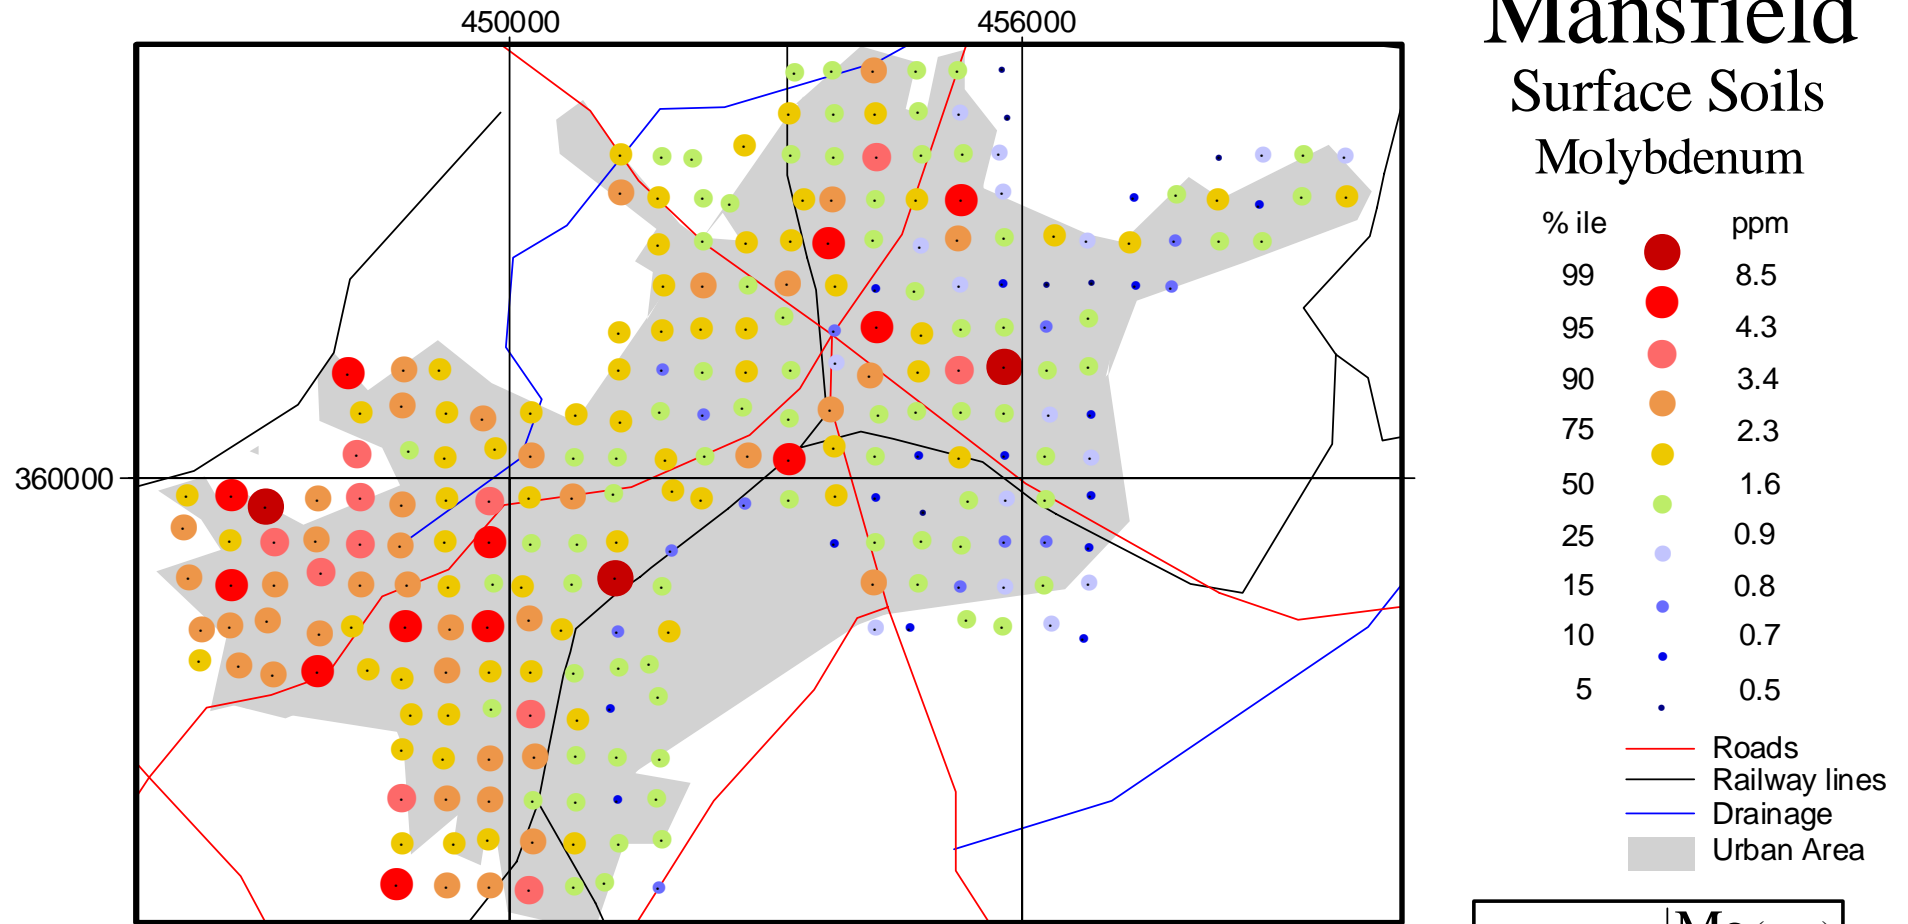 450000 456000
360000
Mansfield
Surface Soils
Molybdenum
% ile ppm
99 8.5
95 4.3
90 3.4
75 2.3
50 1.6
25 0.9
15 0.8
10 0.7
5 0.5
Roads
Railway lines
Drainage
Urban Area